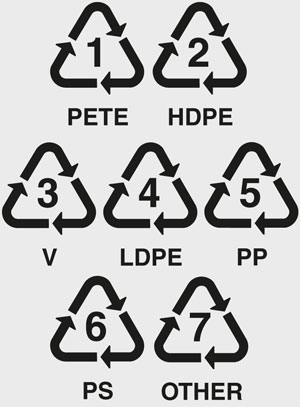 1 2
PETE HDPE
3 4 5
V LDPE PP
6 7
PS OTHER